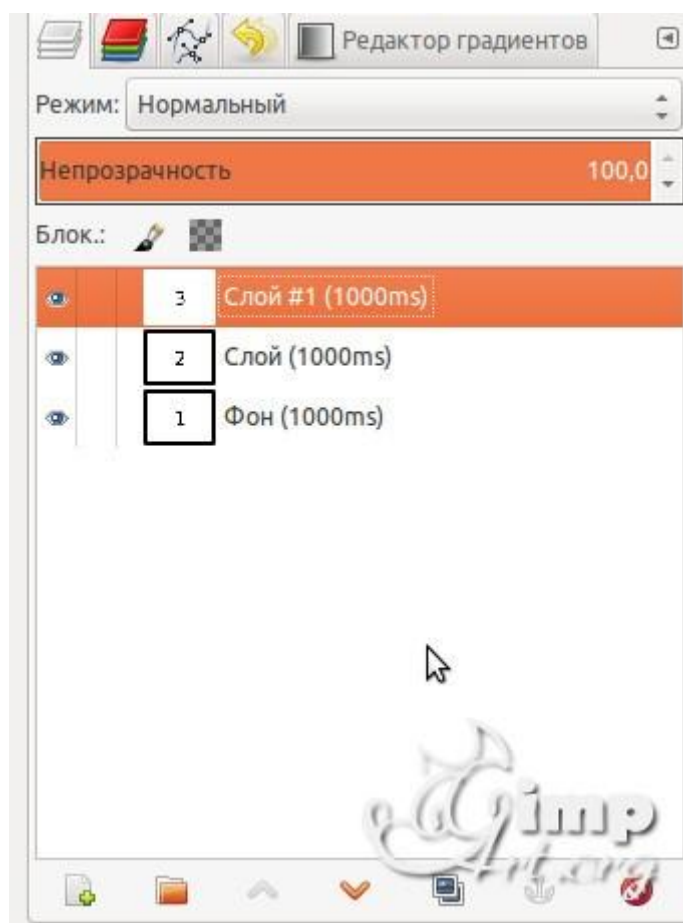 Редактор градиентов
Режим: Нормальный
Непрозрачность 100,0
Блок.:
3 Слой #1 (1000ms)
2 Слой (1000ms)
1 Фон (1000ms)
Gimp
Art.org